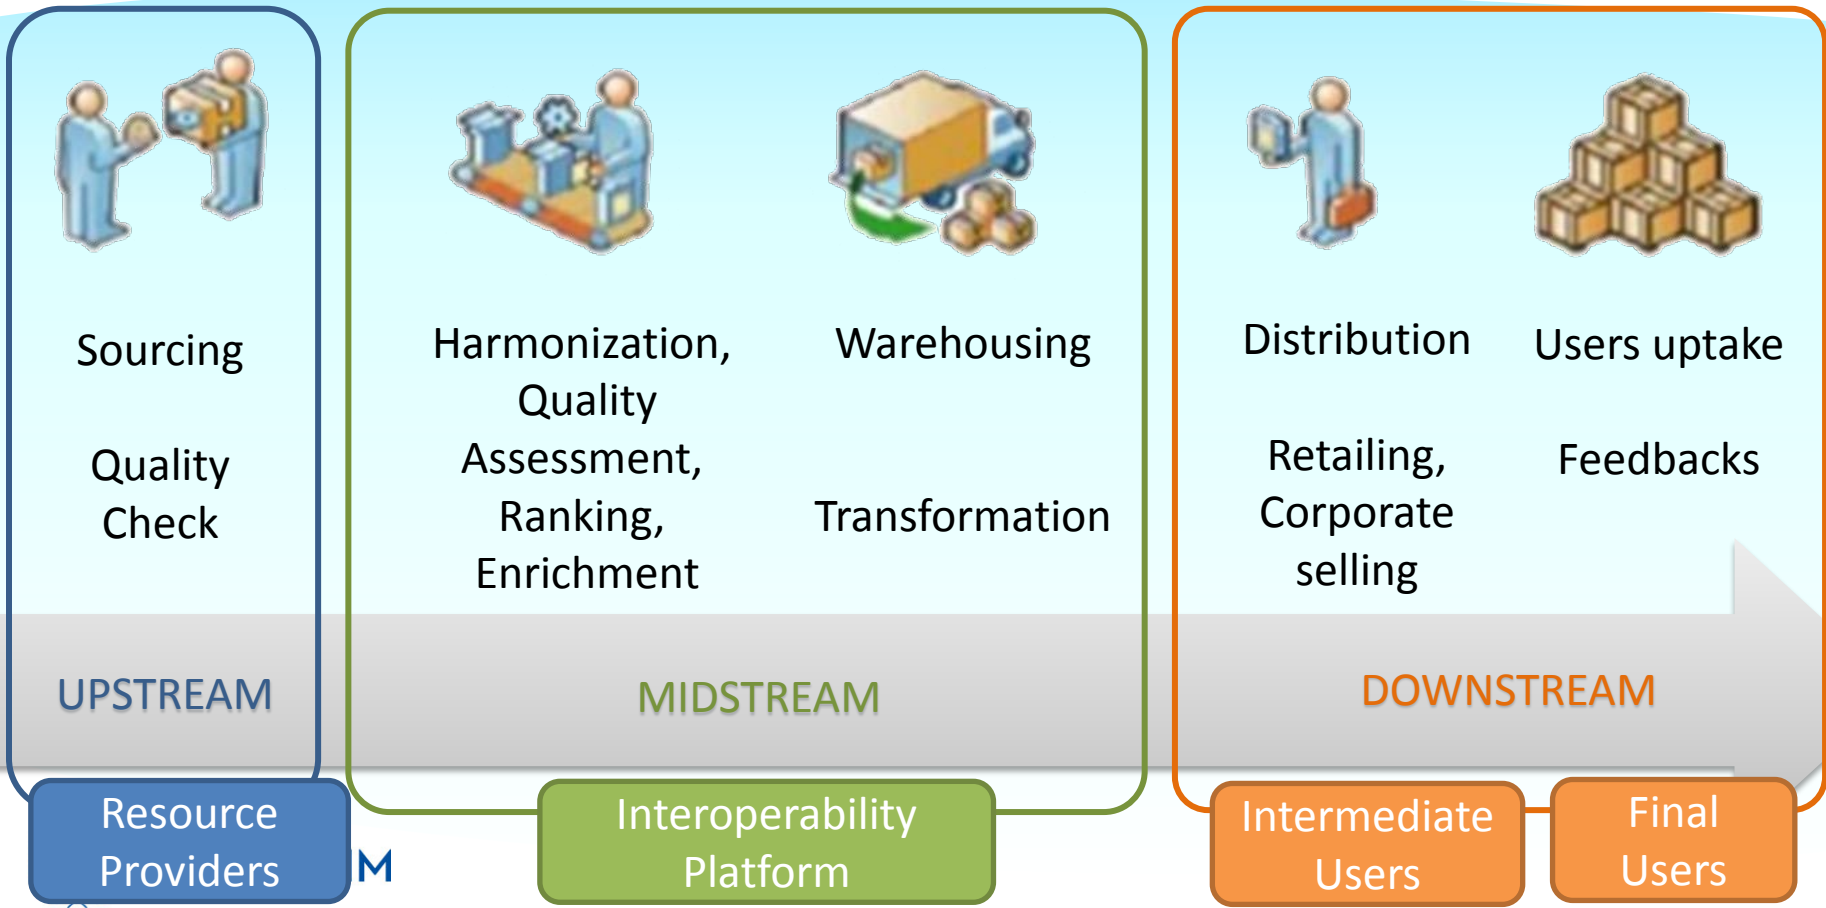 Sourcing
Quality
Check
Harmonization,
Quality
Assessment,
Ranking,
Enrichment
Warehousing
Transformation
Distribution
Retailing,
Corporate
selling
Users uptake
Feedbacks
UPSTREAM
MIDSTREAM
DOWNSTREAM
Resource
Providers
M
Interoperability
Platform
Intermediate
Users
Final
Users